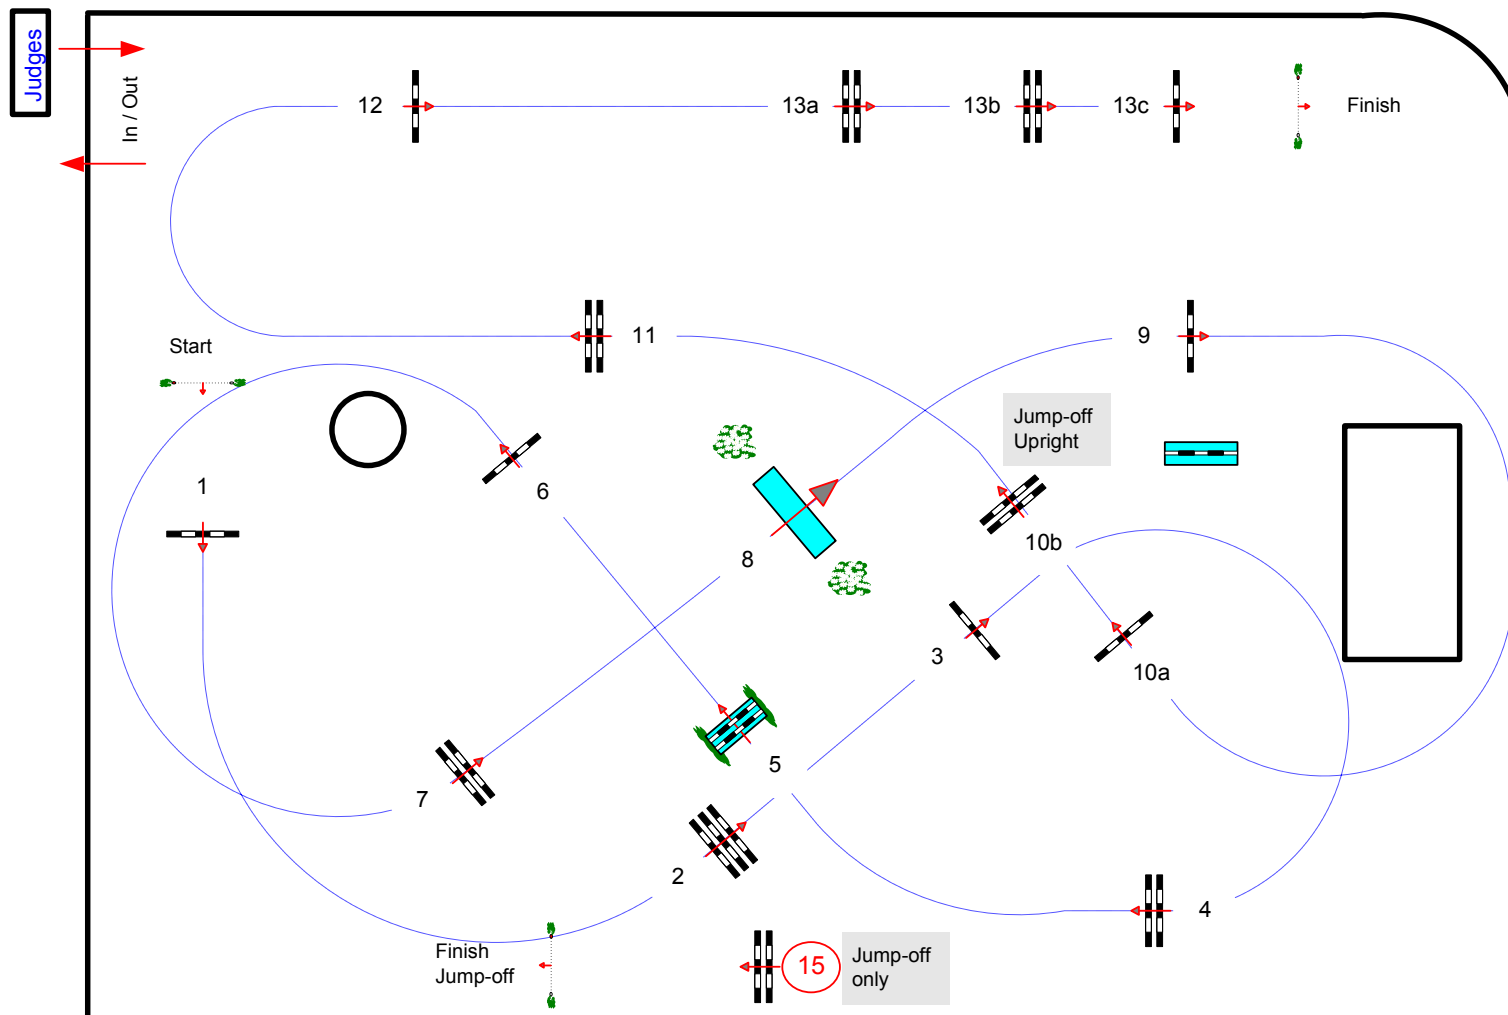 Judges
In / Out
12
13a
13b
13c
Finish
Start
11
9
Jump-off
Upright
1
6
8
10b
3
10a
5
7
2
4
Finish
Jump-off
15
Jump-off
only